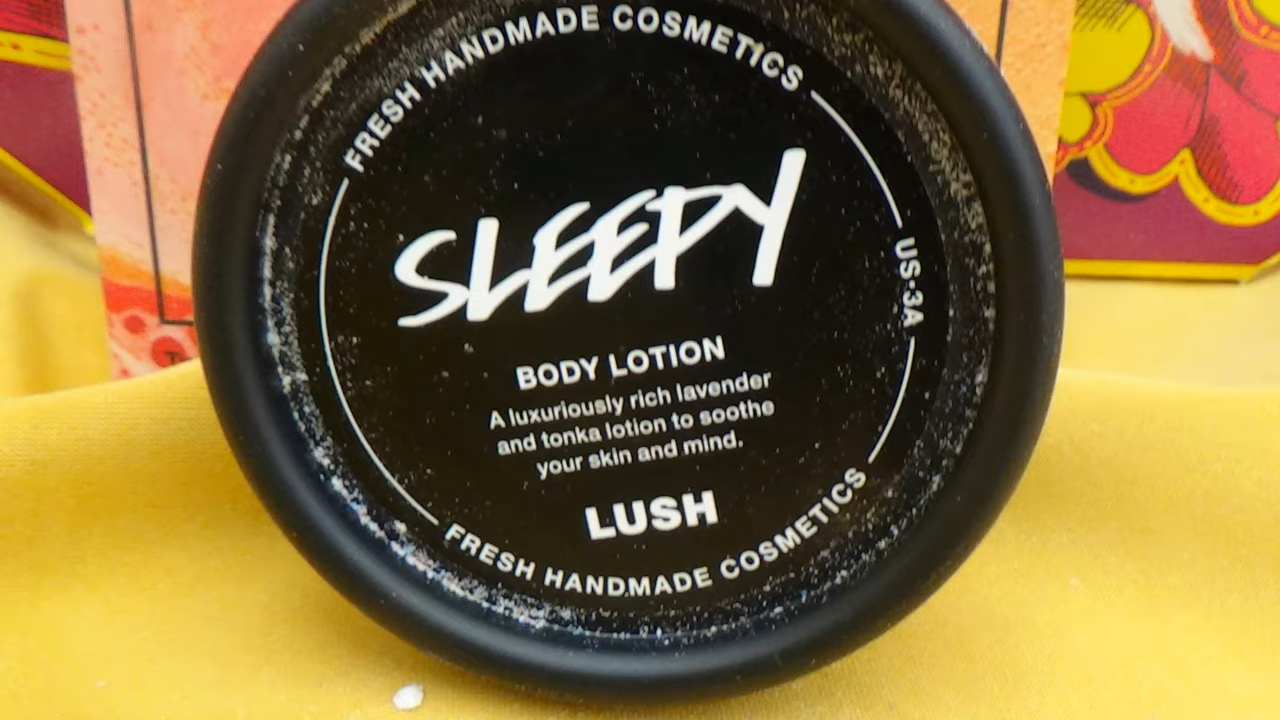 FRESH HANDMADE COSMETICS
US·3A
SLEEPY
BODY LOTION
A luxuriously rich lavender
and tonka lotion to soothe
your skin and mind.
LUSH
FRESH HANDMADE COSMETICS